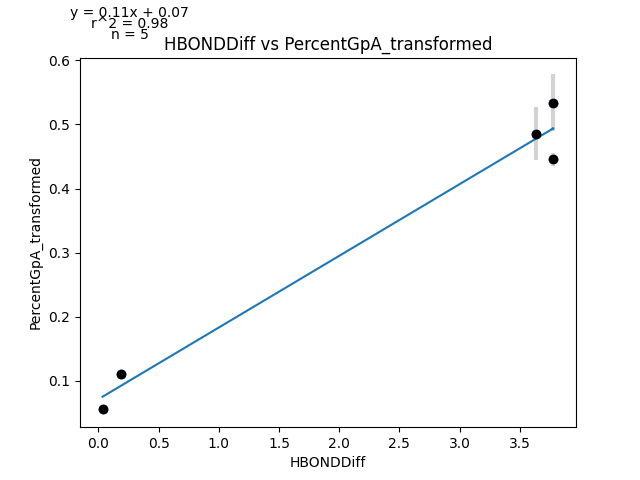 y = 0.11x + 0.07
r^2 = 0.98
n = 5
HBONDDiff vs PercentGpA_transformed
0.6
0.5
0.4
0.3
0.2
0.1
PercentGpA_transformed
0.0 0.5 1.0 1.5 2.0 2.5 3.0 3.5
HBONDDiff